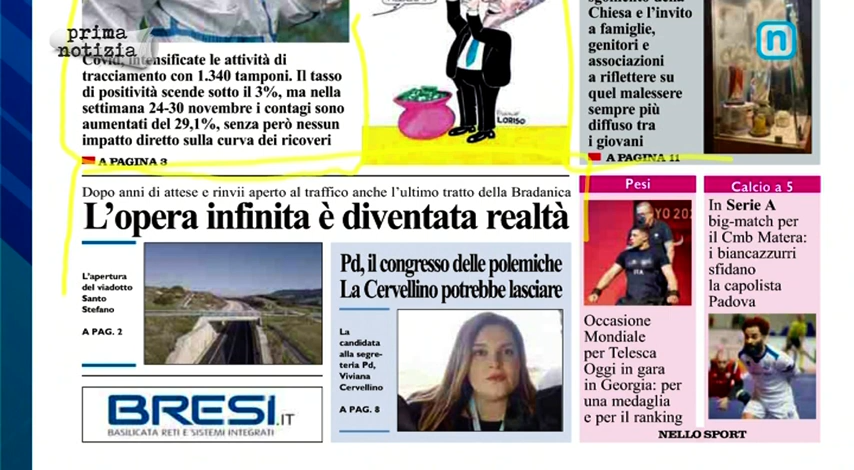 prima
notizia
Covid, intensificate le attività di
tracciamento con 1.340 tamponi. Il tasso
di positività scende sotto il 3%, ma nella
settimana 24-30 novembre i contagi sono
aumentati del 29,1%, senza però nessun
impatto diretto sulla curva dei ricoveri
A PAGINA 3
LORISO
Chiesa e l'invito
a famiglie,
genitori e
associazioni
a riflettere su
quel malessere
sempre più
diffuso tra
i giovani
A PAGINA 11
n
Dopo anni di attese e rinvii aperto al traffico anche l'ultimo tratto della Bradanica
L'opera infinita è diventata realtà
L'apertura
del viadotto
Santo
Stefano
A PAG. 2
Pd, il congresso delle polemiche
La Cervellino potrebbe lasciare
La
candidata
alla segre-
teria Pd,
Viviana
Cervellino
A PAG. 8
BRESI.IT
BASILICATA RETI E SISTEMI INTEGRATI
Pesi
YO 202
ITA
Occasione
Mondiale
per Telesca
Oggi in gara
in Georgia: per
una medaglia
e per il ranking
Calcio a 5
In Serie A
big-match per
il Cmb Matera:
i biancazzurri
sfidano
la capolista
Padova
NELLO SPORT